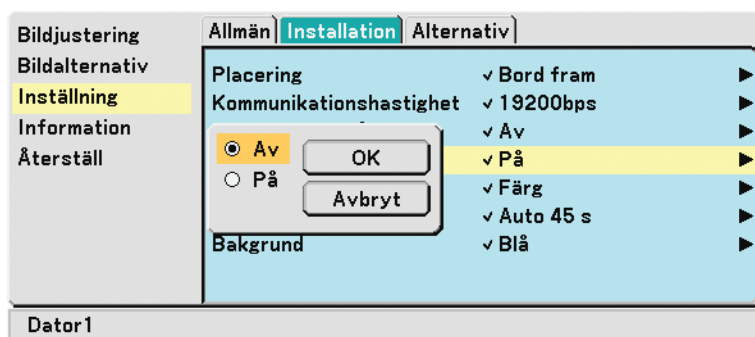 Bildjustering
Bildalternativ
Inställning
Information
Återställ
Allmän Installation Alternativ
Placering ✓ Bord fram
Kommunikationshastighet ✓ 19200bps
✓ Av
✓ På
✓ Färg
✓ Auto 45 s
Bakgrund ✓ Blå
Av
På
OK
Avbryt
Dator1